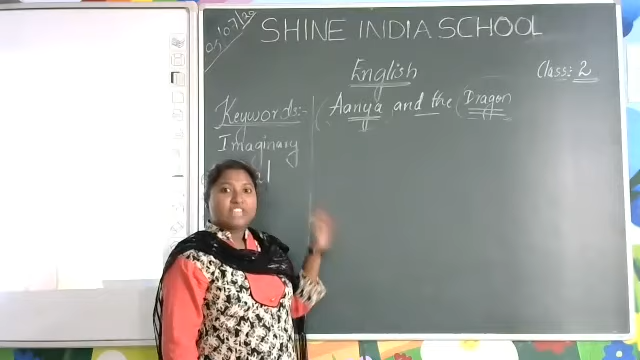 SHINE INDIA SCHOOL
English
Class: 2
Keywords:-
Aanya and the Dragon
Imaginary